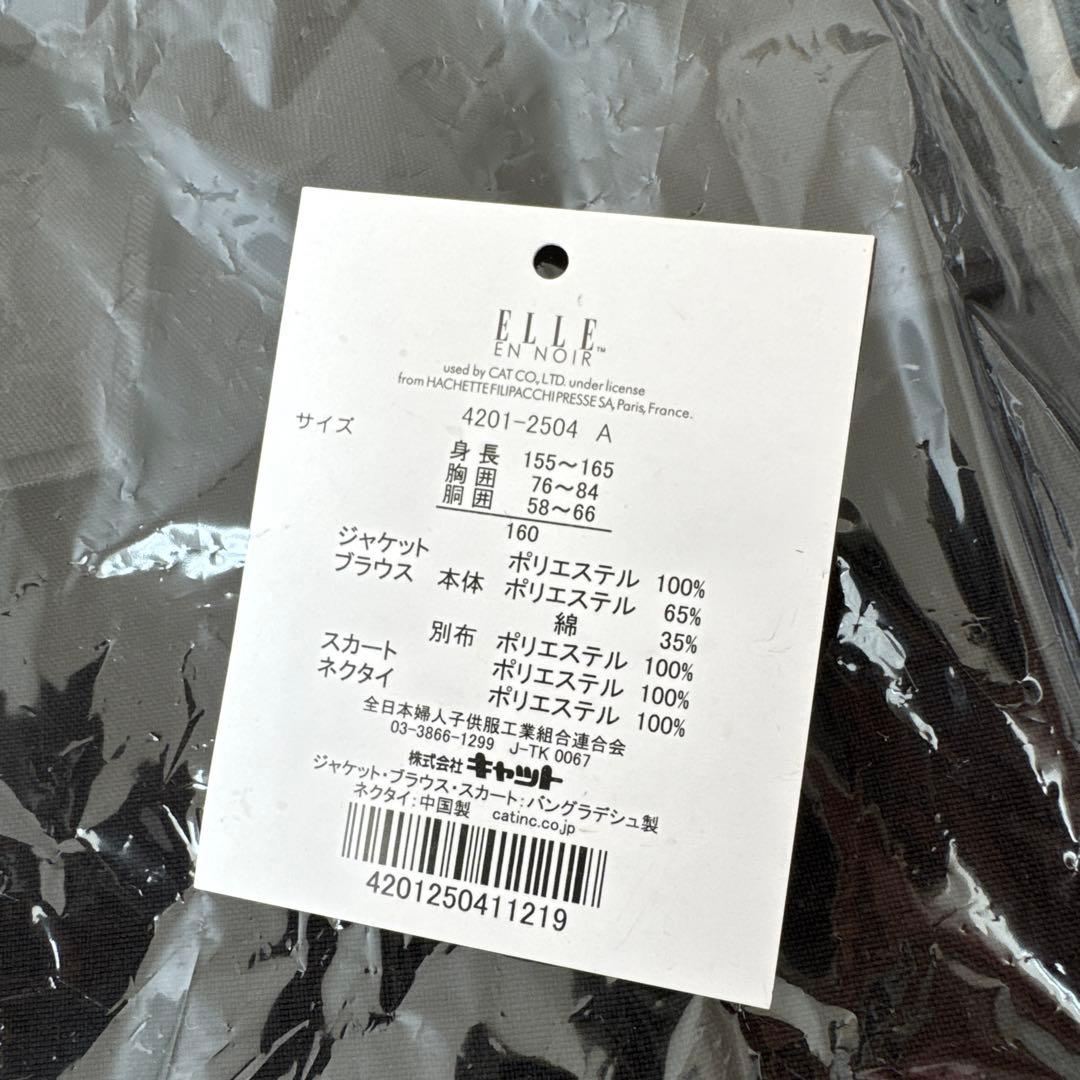 ELLE
EN NOIR™
used by CAT CO., LTD. under license
from HACHETTE FILIPACCHI PRESSE SA, Paris, France.
サイズ 4201-2504 A
身長 155～165
胸囲 76～84
胴囲 58～66
160
ジャケット ポリエステル 100%
ブラウス 本体 ポリエステル 65%
綿 35%
別布 ポリエステル 100%
スカート ポリエステル 100%
ネクタイ ポリエステル 100%
全日本婦人子供服工業組合連合会
03-3866-1299 J-TK 0067
株式会社 キャット
ジャケット・ブラウス・スカート:バングラデシュ製
ネクタイ:中国製 catinc.co.jp
4201250411219